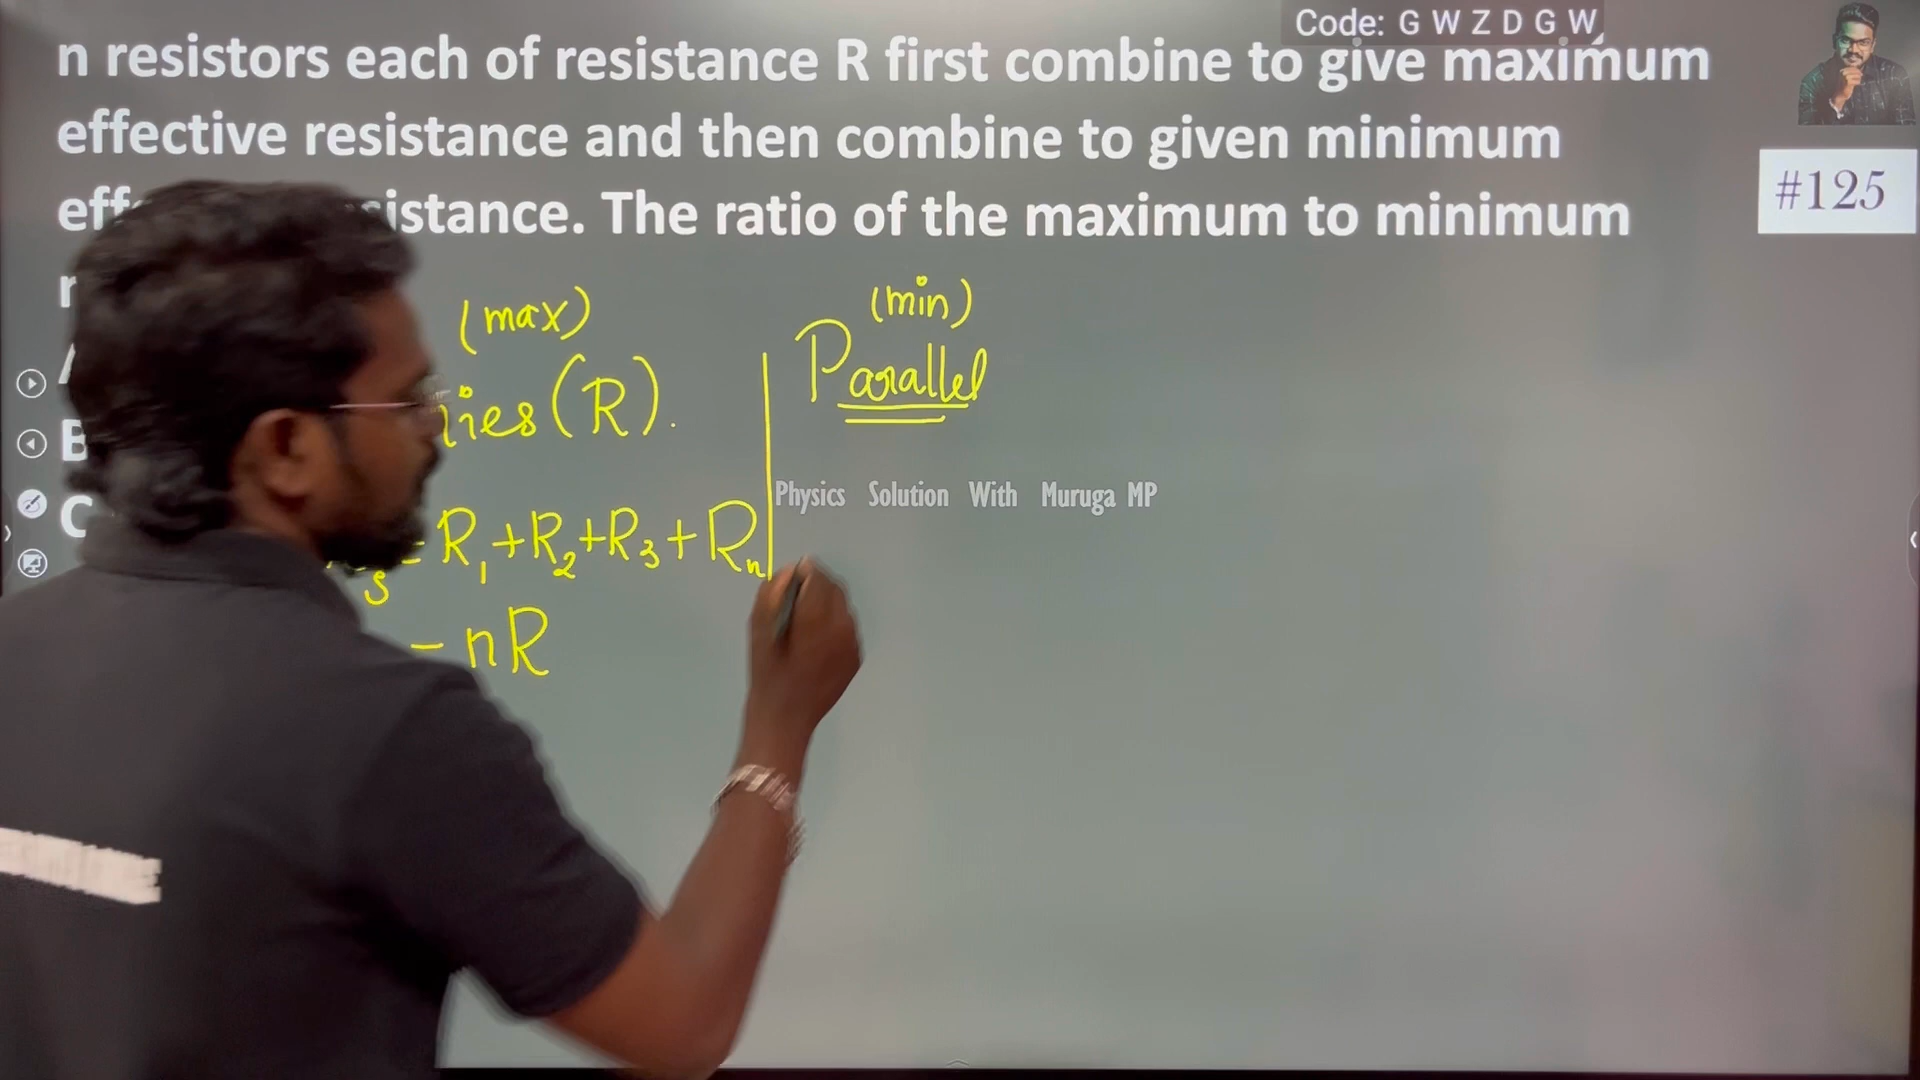 Code: G W Z D G W
n resistors each of resistance R first combine to give maximum
effective resistance and then combine to given minimum
The ratio of the maximum to minimum
#125
(max)
(min)
(R).
Parallel
B
C
Physics Solution With Muruga MP
= R₁ + R₂ + R₃ + Rₙ
S
= nR